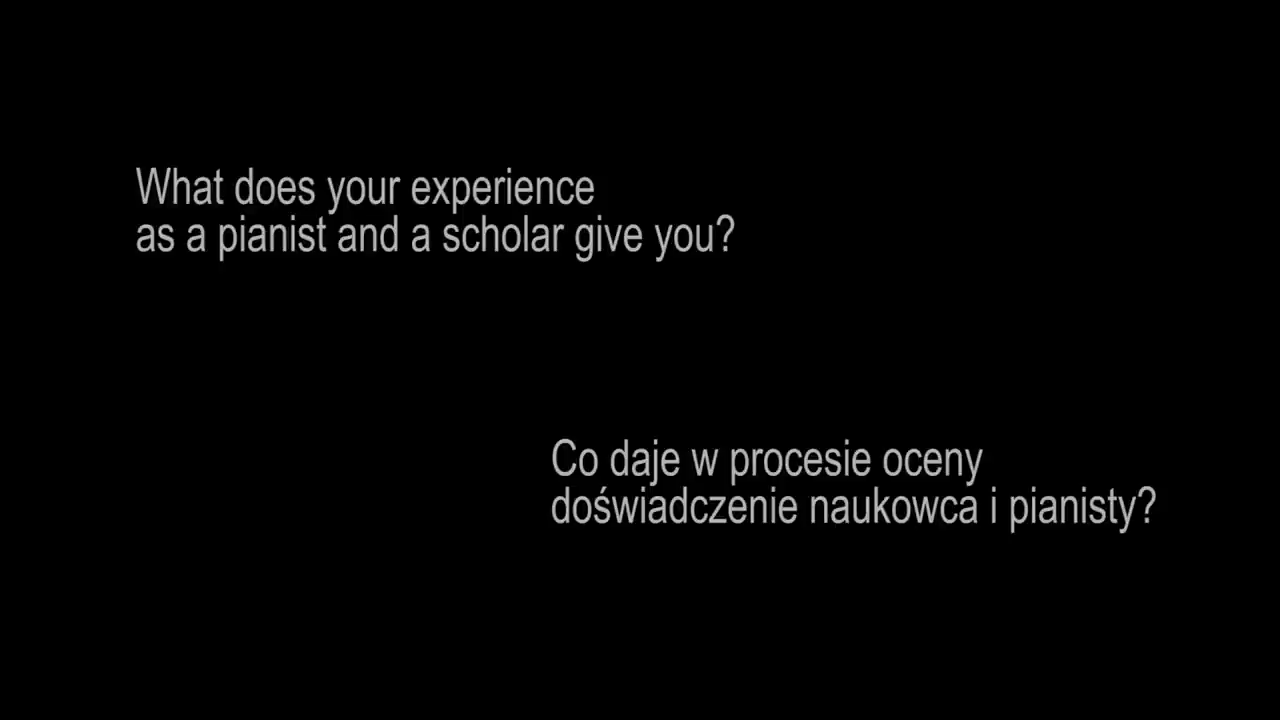 What does your experience
as a pianist and a scholar give you?
Co daje w procesie oceny
doświadczenie naukowca i pianisty?